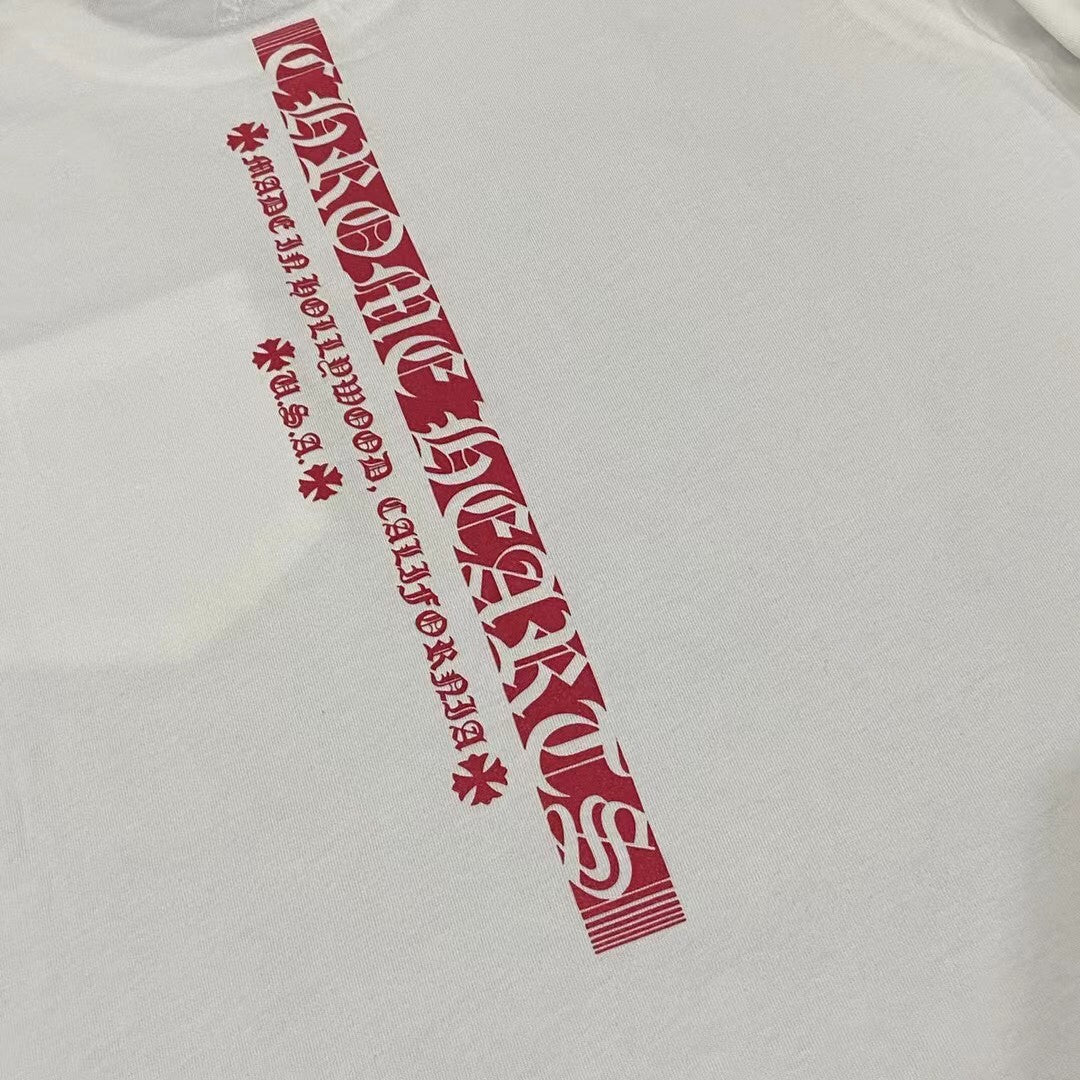 CHROME HEARTS
MADE IN HOLLYWOOD, CALIFORNIA
U.S.A.